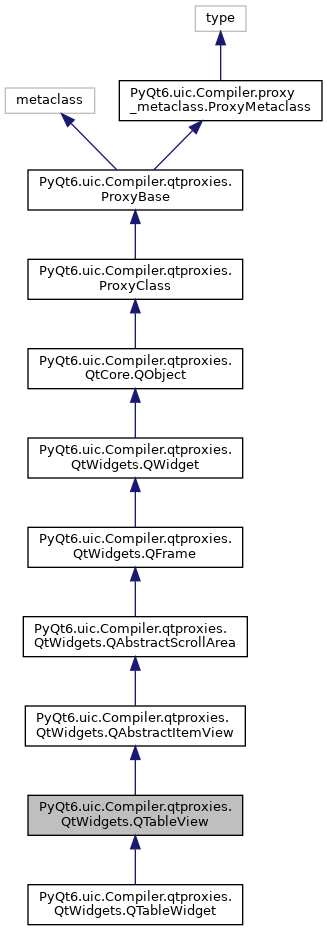 type
metaclass
PyQt6.uic.Compiler.proxy
_metaclass.ProxyMetaclass
PyQt6.uic.Compiler.qtproxies.
ProxyBase
PyQt6.uic.Compiler.qtproxies.
ProxyClass
PyQt6.uic.Compiler.qtproxies.
QtCore.QObject
PyQt6.uic.Compiler.qtproxies.
QtWidgets.QWidget
PyQt6.uic.Compiler.qtproxies.
QtWidgets.QFrame
PyQt6.uic.Compiler.qtproxies.
QtWidgets.QAbstractScrollArea
PyQt6.uic.Compiler.qtproxies.
QtWidgets.QAbstractItemView
PyQt6.uic.Compiler.qtproxies.
QtWidgets.QTableView
PyQt6.uic.Compiler.qtproxies.
QtWidgets.QTableWidget